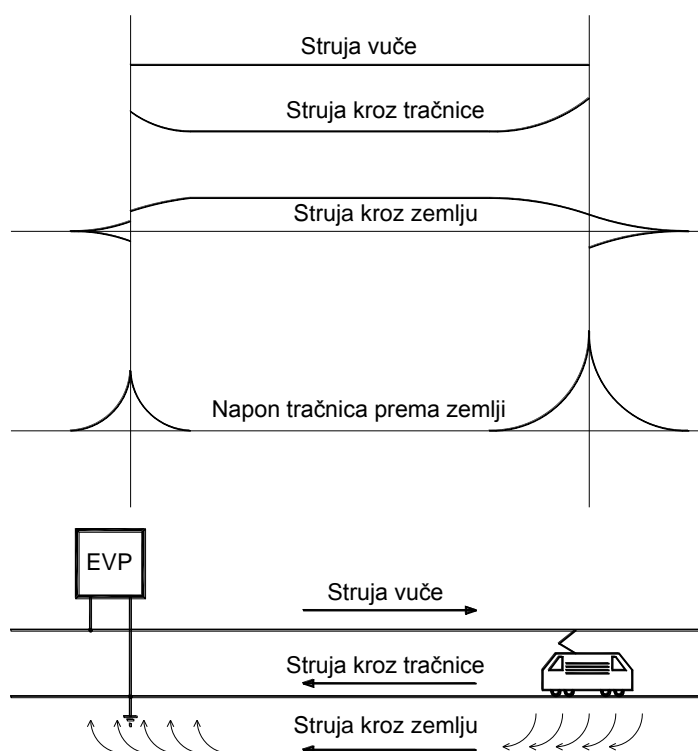 Struja vuče
Struja kroz tračnice
Struja kroz zemlju
Napon tračnica prema zemlji
EVP
Struja vuče
Struja kroz tračnice
Struja kroz zemlju